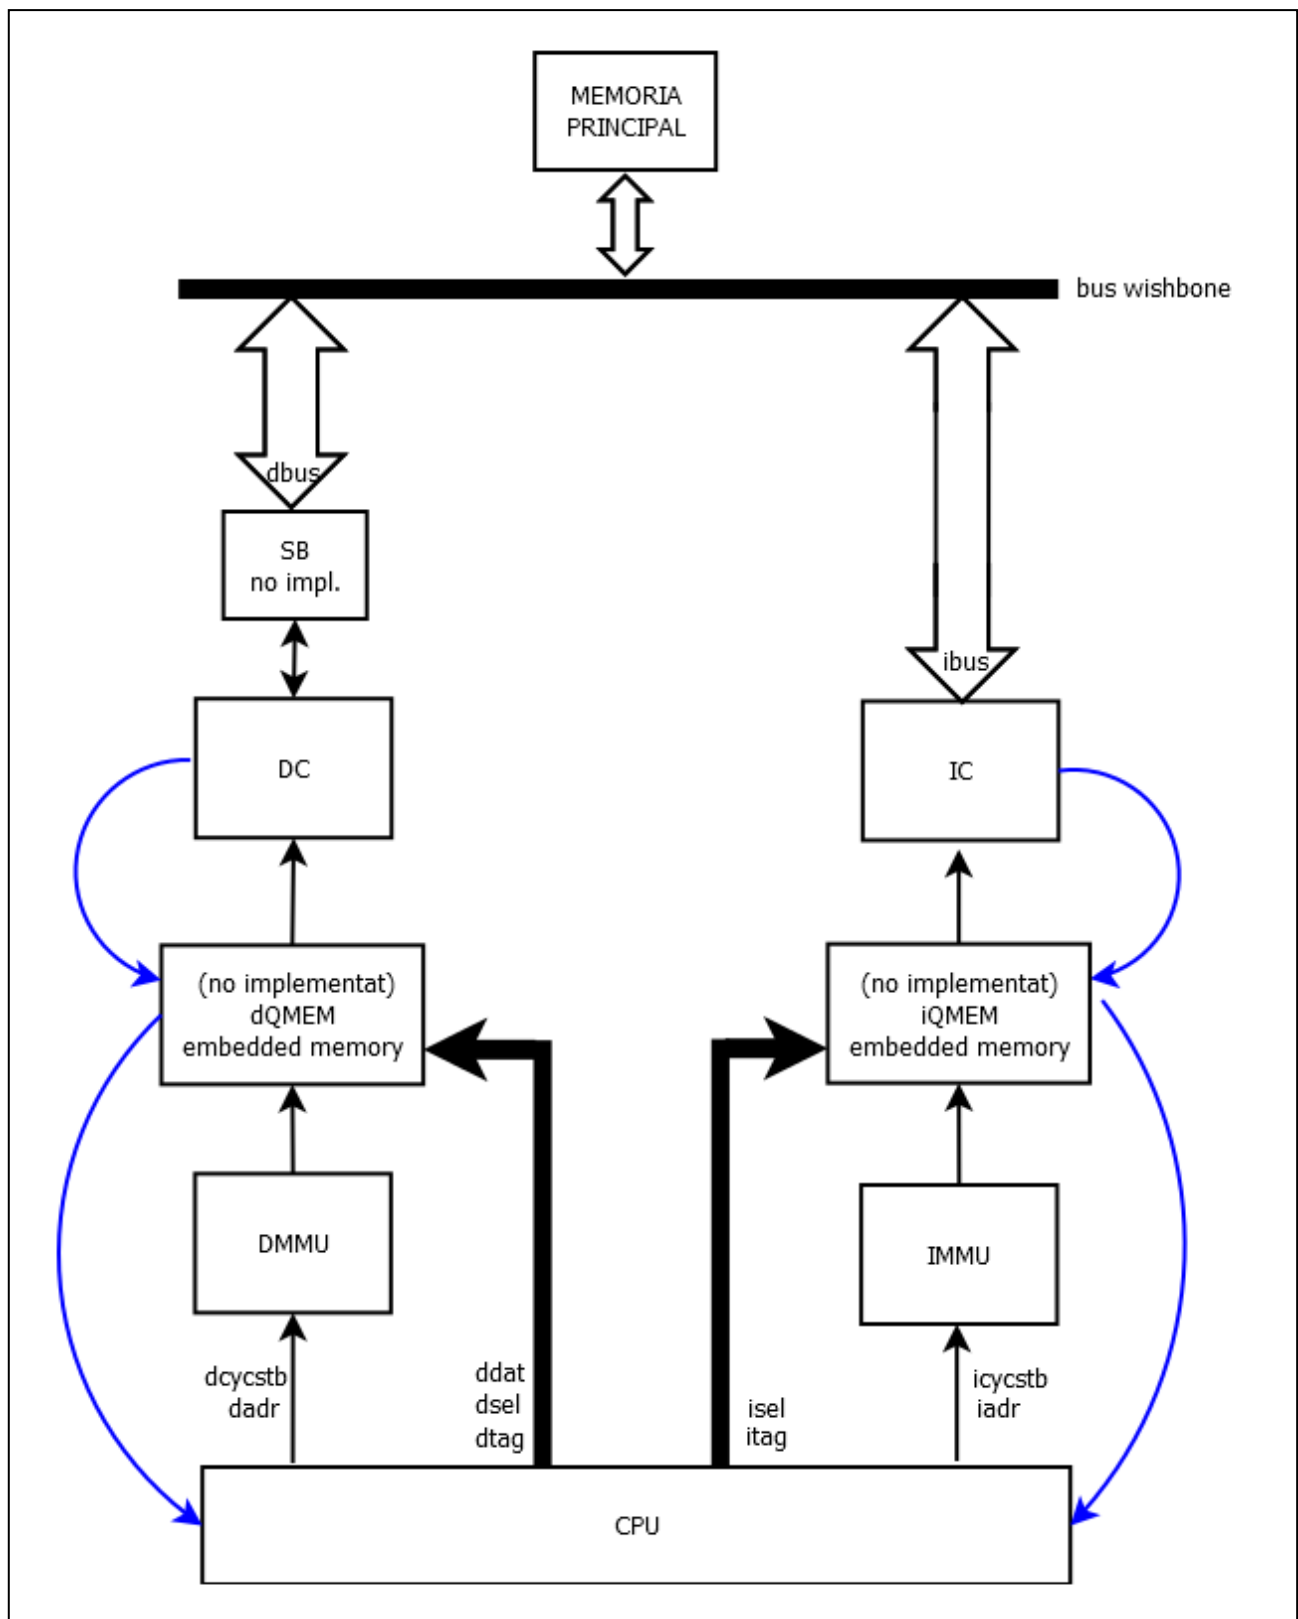 MEMORIA
PRINCIPAL
bus wishbone
dbus
SB
no impl.
ibus
DC
IC
(no implementat)
dQMEM
embedded memory
(no implementat)
iQMEM
embedded memory
DMMU
IMMU
dcycstb
dadr
ddat
dsel
dtag
isel
itag
icycstb
iadr
CPU